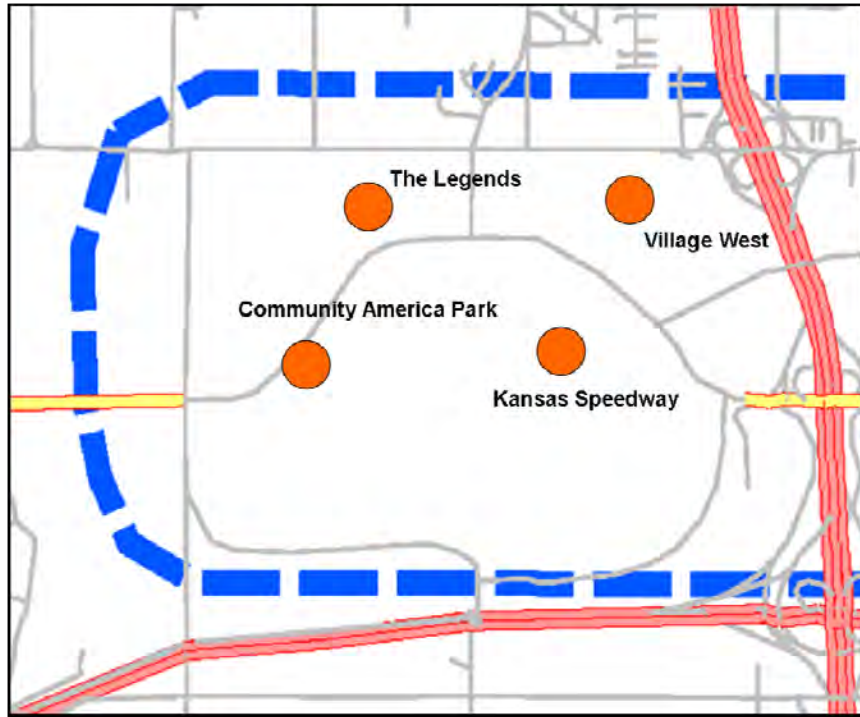 The Legends
Village West
Community America Park
Kansas Speedway